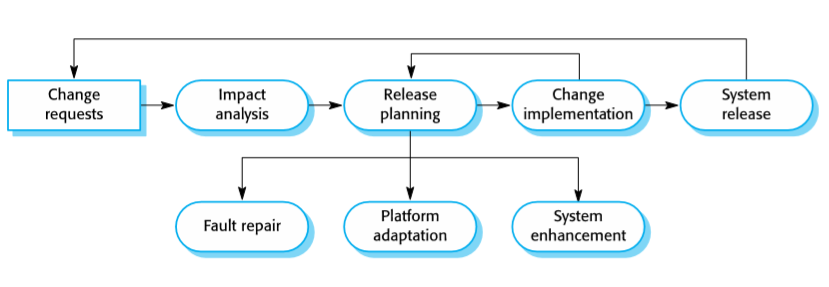 Change
requests
Impact
analysis
Release
planning
Change
implementation
System
release
Fault repair
Platform
adaptation
System
enhancement